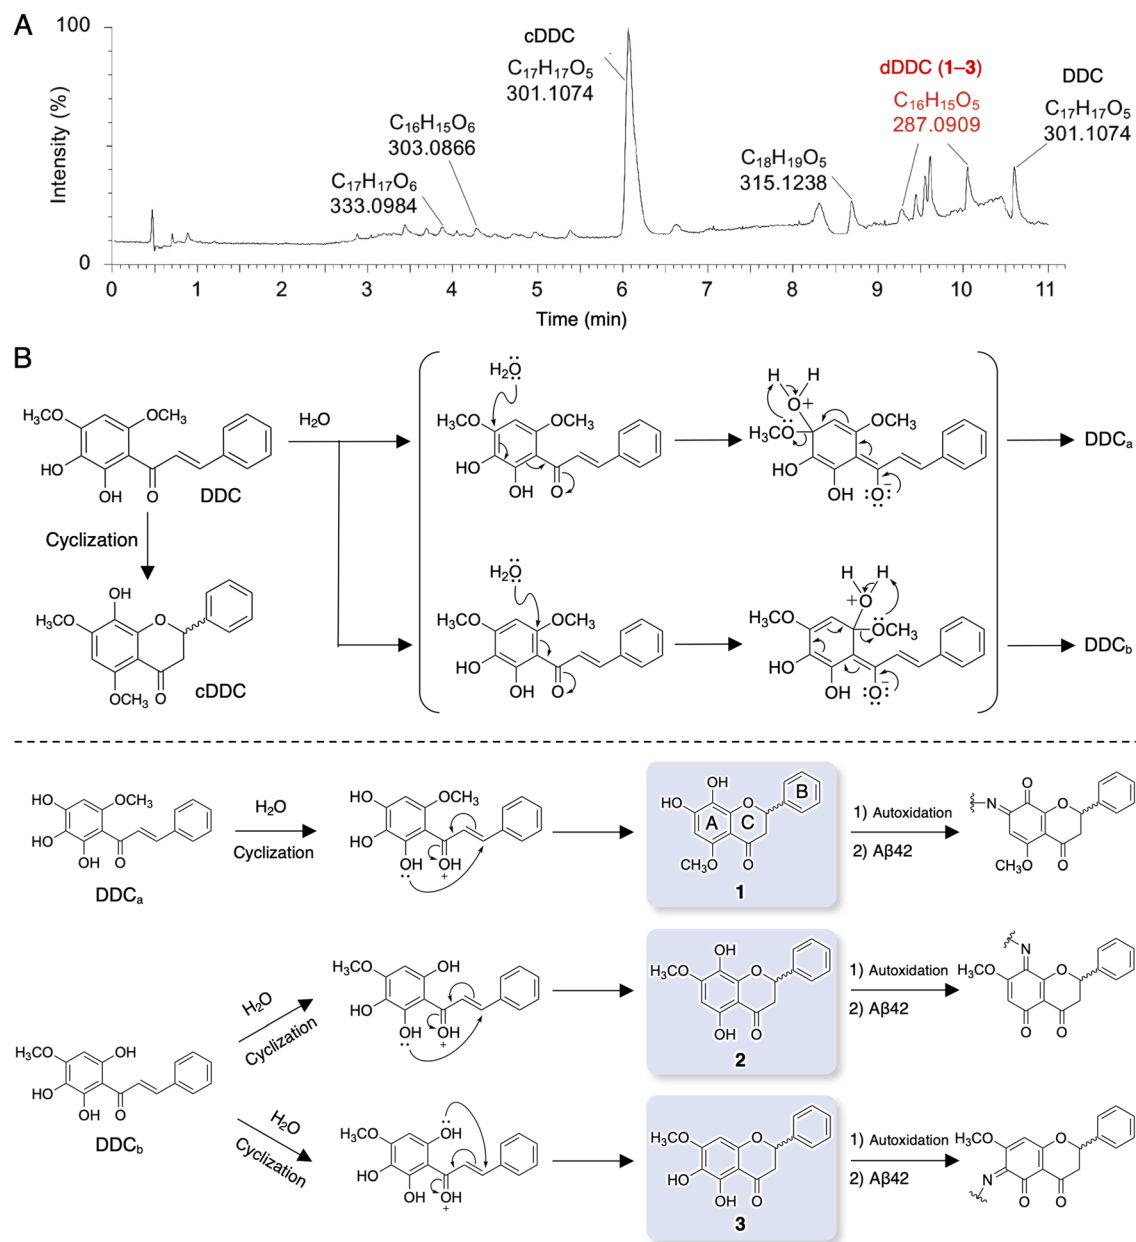 A
100
Intensity (%)
0
cDDC
C₁₇H₁₇O₅
301.1074
dDDC (1–3)
C₁₆H₁₅O₅
287.0909
DDC
C₁₇H₁₇O₅
301.1074
C₁₆H₁₅O₆
303.0866
C₁₇H₁₇O₆
333.0984
C₁₈H₁₉O₅
315.1238
0 1 2 3 4 5 6 7 8 9 10 11
Time (min)
B
H₃CO OCH₃
HO
OH O
DDC
H₂O
Cyclization
OH
H₃CO O
OCH₃ O
cDDC
H₂O
H₃CO OCH₃
HO
OH O
H H
O+
H₃CO OCH₃
HO
OH O−
DDCₐ
H₂O
H₃CO OCH₃
HO
OH O
H H
+O
H₃CO OCH₃
HO
OH O−
DDC_b
HO OCH₃
HO
OH O
DDCₐ
H₂O
Cyclization
HO OCH₃
HO
OH OH
+
OH
HO O B
A C
H₃CO O
1
1) Autoxidation
2) Aβ42
O
N O
OCH₃ O
H₃CO OH
HO
OH O
DDC_b
H₂O
Cyclization
H₃CO OH
HO
OH OH
+
OH
H₃CO O
OH O
2
1) Autoxidation
2) Aβ42
N
H₃CO O
O O
H₂O
Cyclization
H₃CO OH
HO
OH OH
+
H₃CO O
HO
OH O
3
1) Autoxidation
2) Aβ42
H₃CO O
N
O O